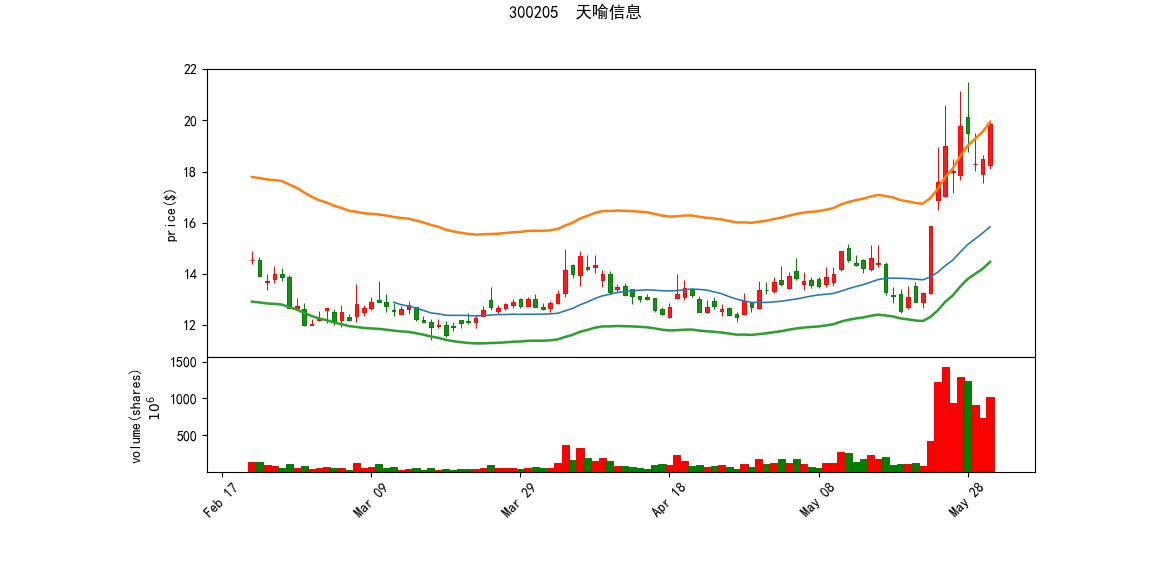 300205 天喻信息
22
20
18
16
14
12
price($)
1500
1000
500
volume(shares)
10^6
Feb 17
Mar 09
Mar 29
Apr 18
May 08
May 28